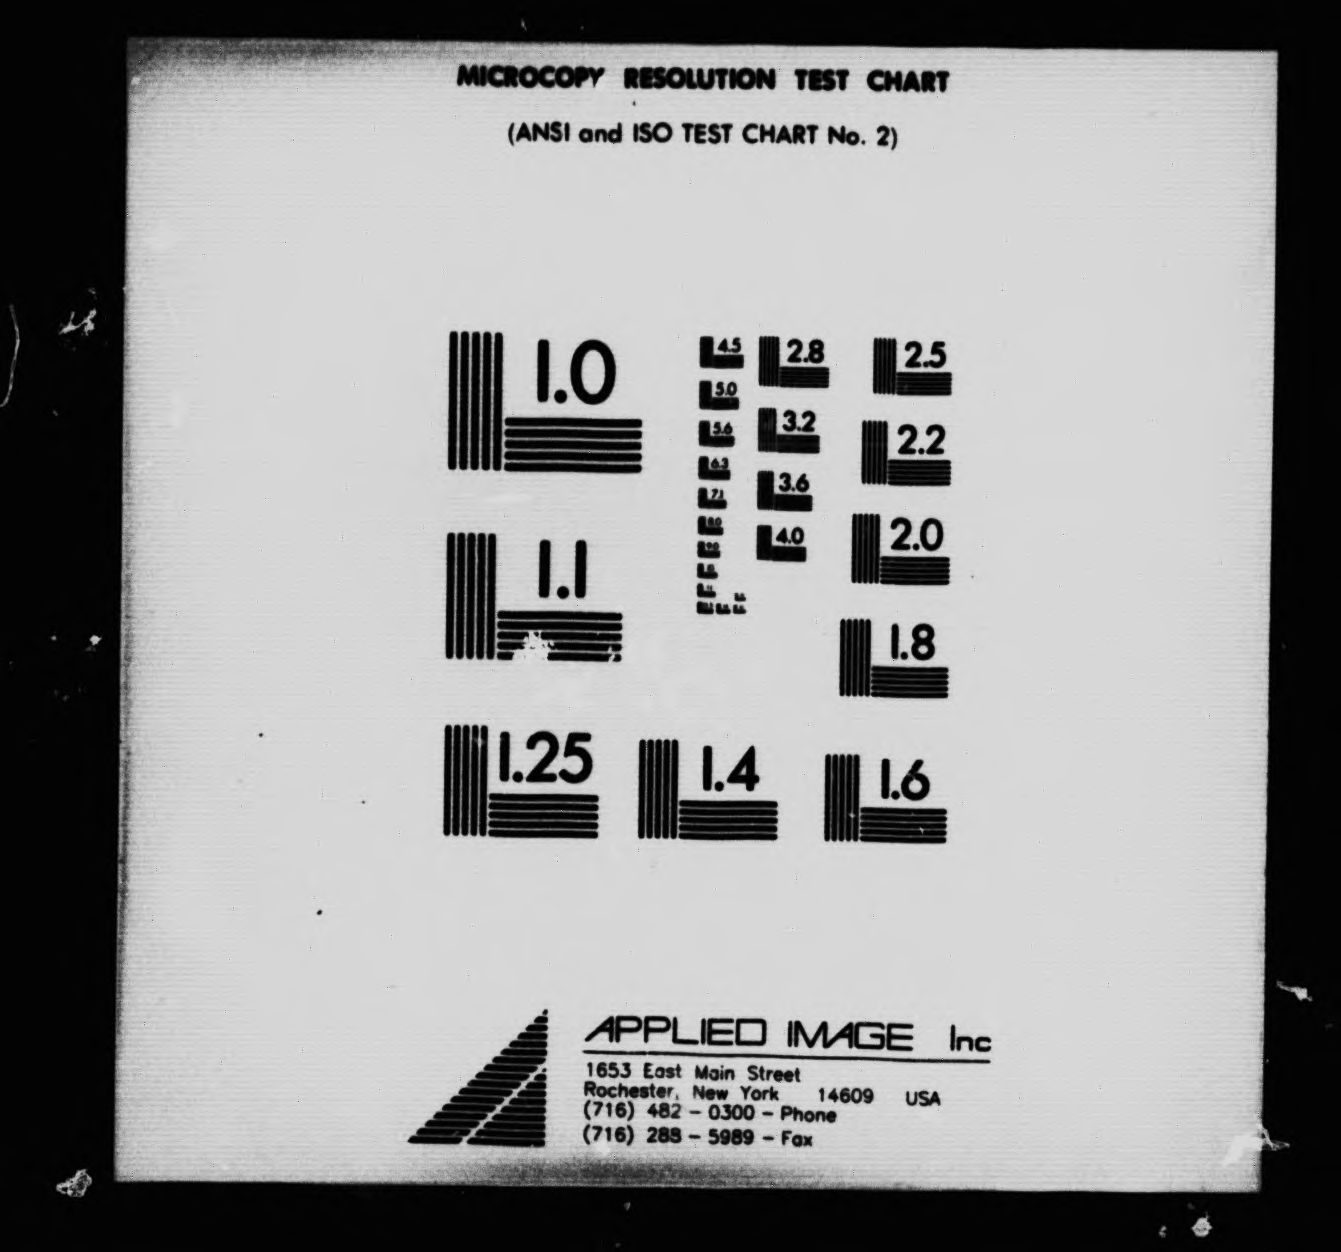 MICROCOPY RESOLUTION TEST CHART
(ANSI and ISO TEST CHART No. 2)
1.0
1.1
1.25
1.4
1.6
1.8
2.0
2.2
2.5
2.8
3.2
3.6
4.0
4.5
5.0
5.6
6.3
7.1
8.0
9.0
APPLIED IMAGE Inc
1653 East Main Street
Rochester, New York 14609 USA
(716) 482 - 0300 - Phone
(716) 288 - 5989 - Fax